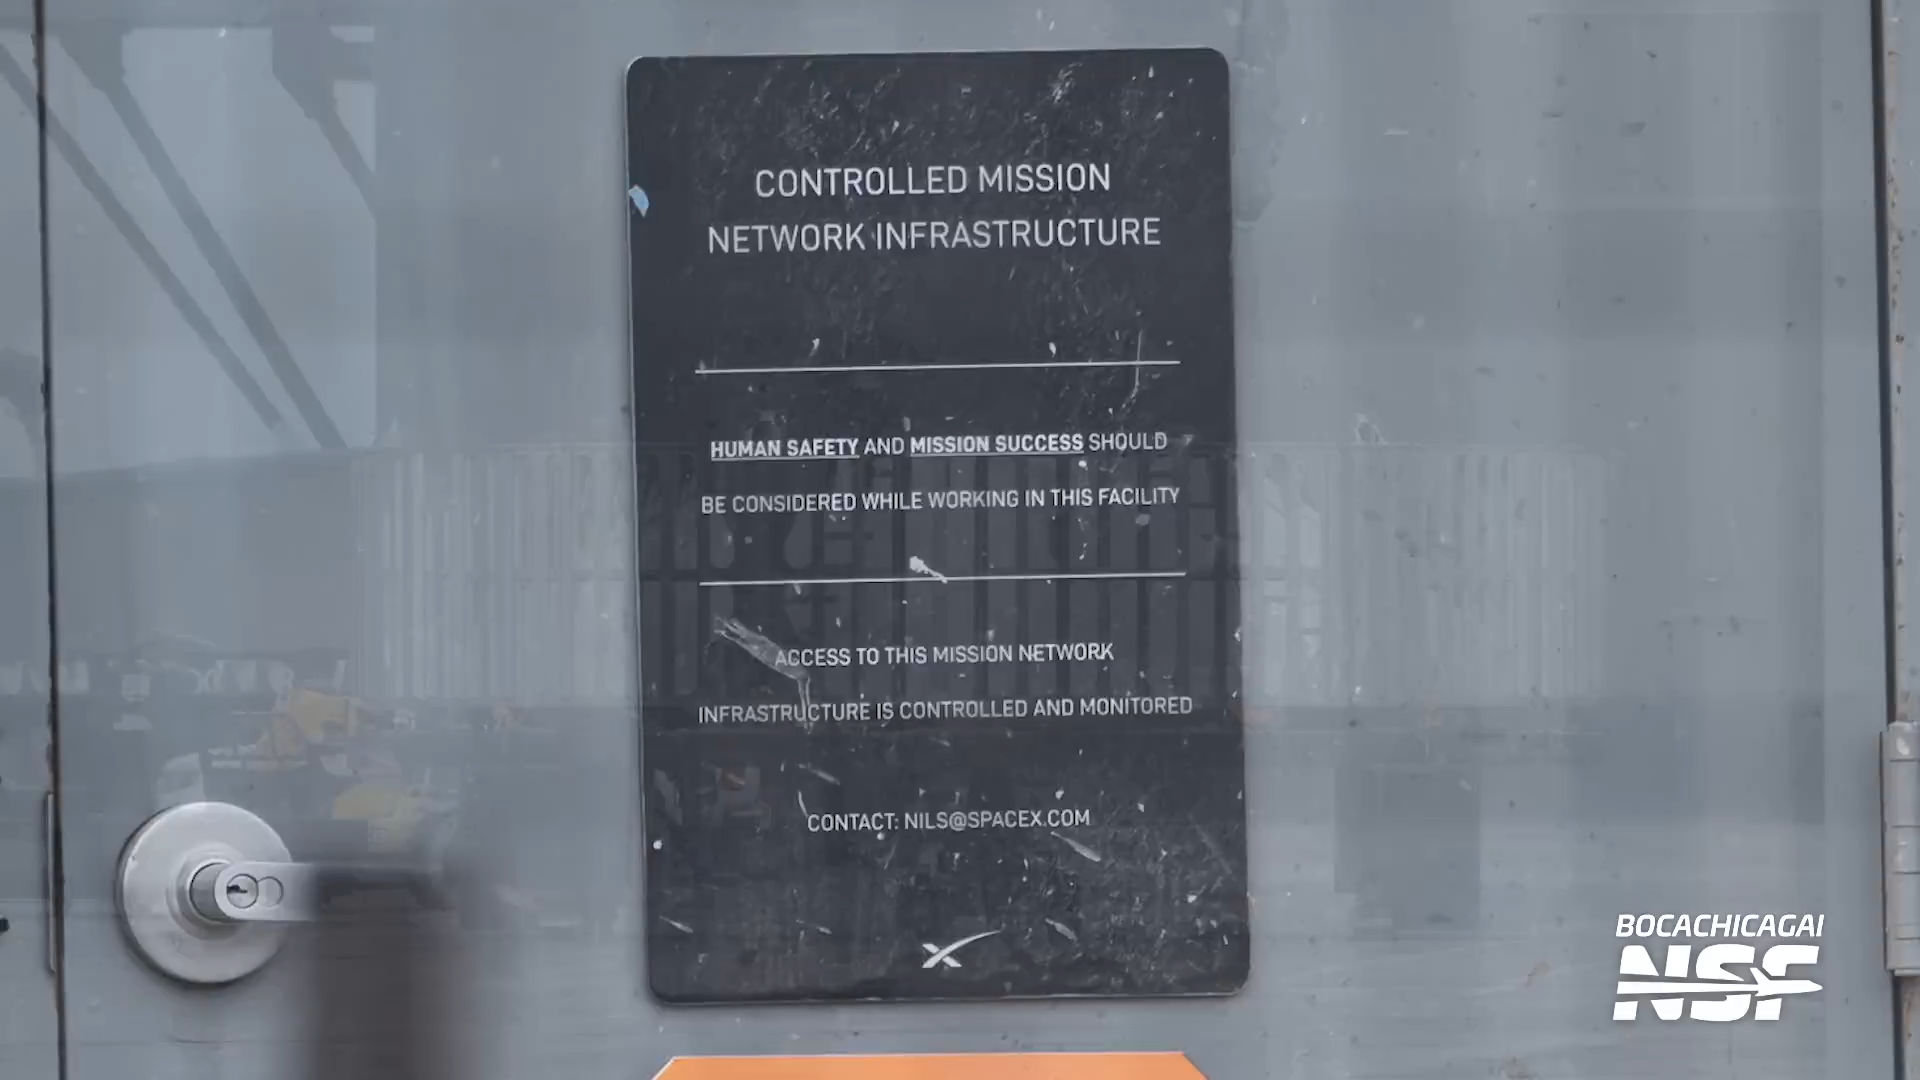 CONTROLLED MISSION
NETWORK INFRASTRUCTURE
HUMAN SAFETY AND MISSION SUCCESS SHOULD
BE CONSIDERED WHILE WORKING IN THIS FACILITY
ACCESS TO THIS MISSION NETWORK
INFRASTRUCTURE IS CONTROLLED AND MONITORED
CONTACT: NILS@SPACEX.COM
X
BOCACHICAGAL
NSF